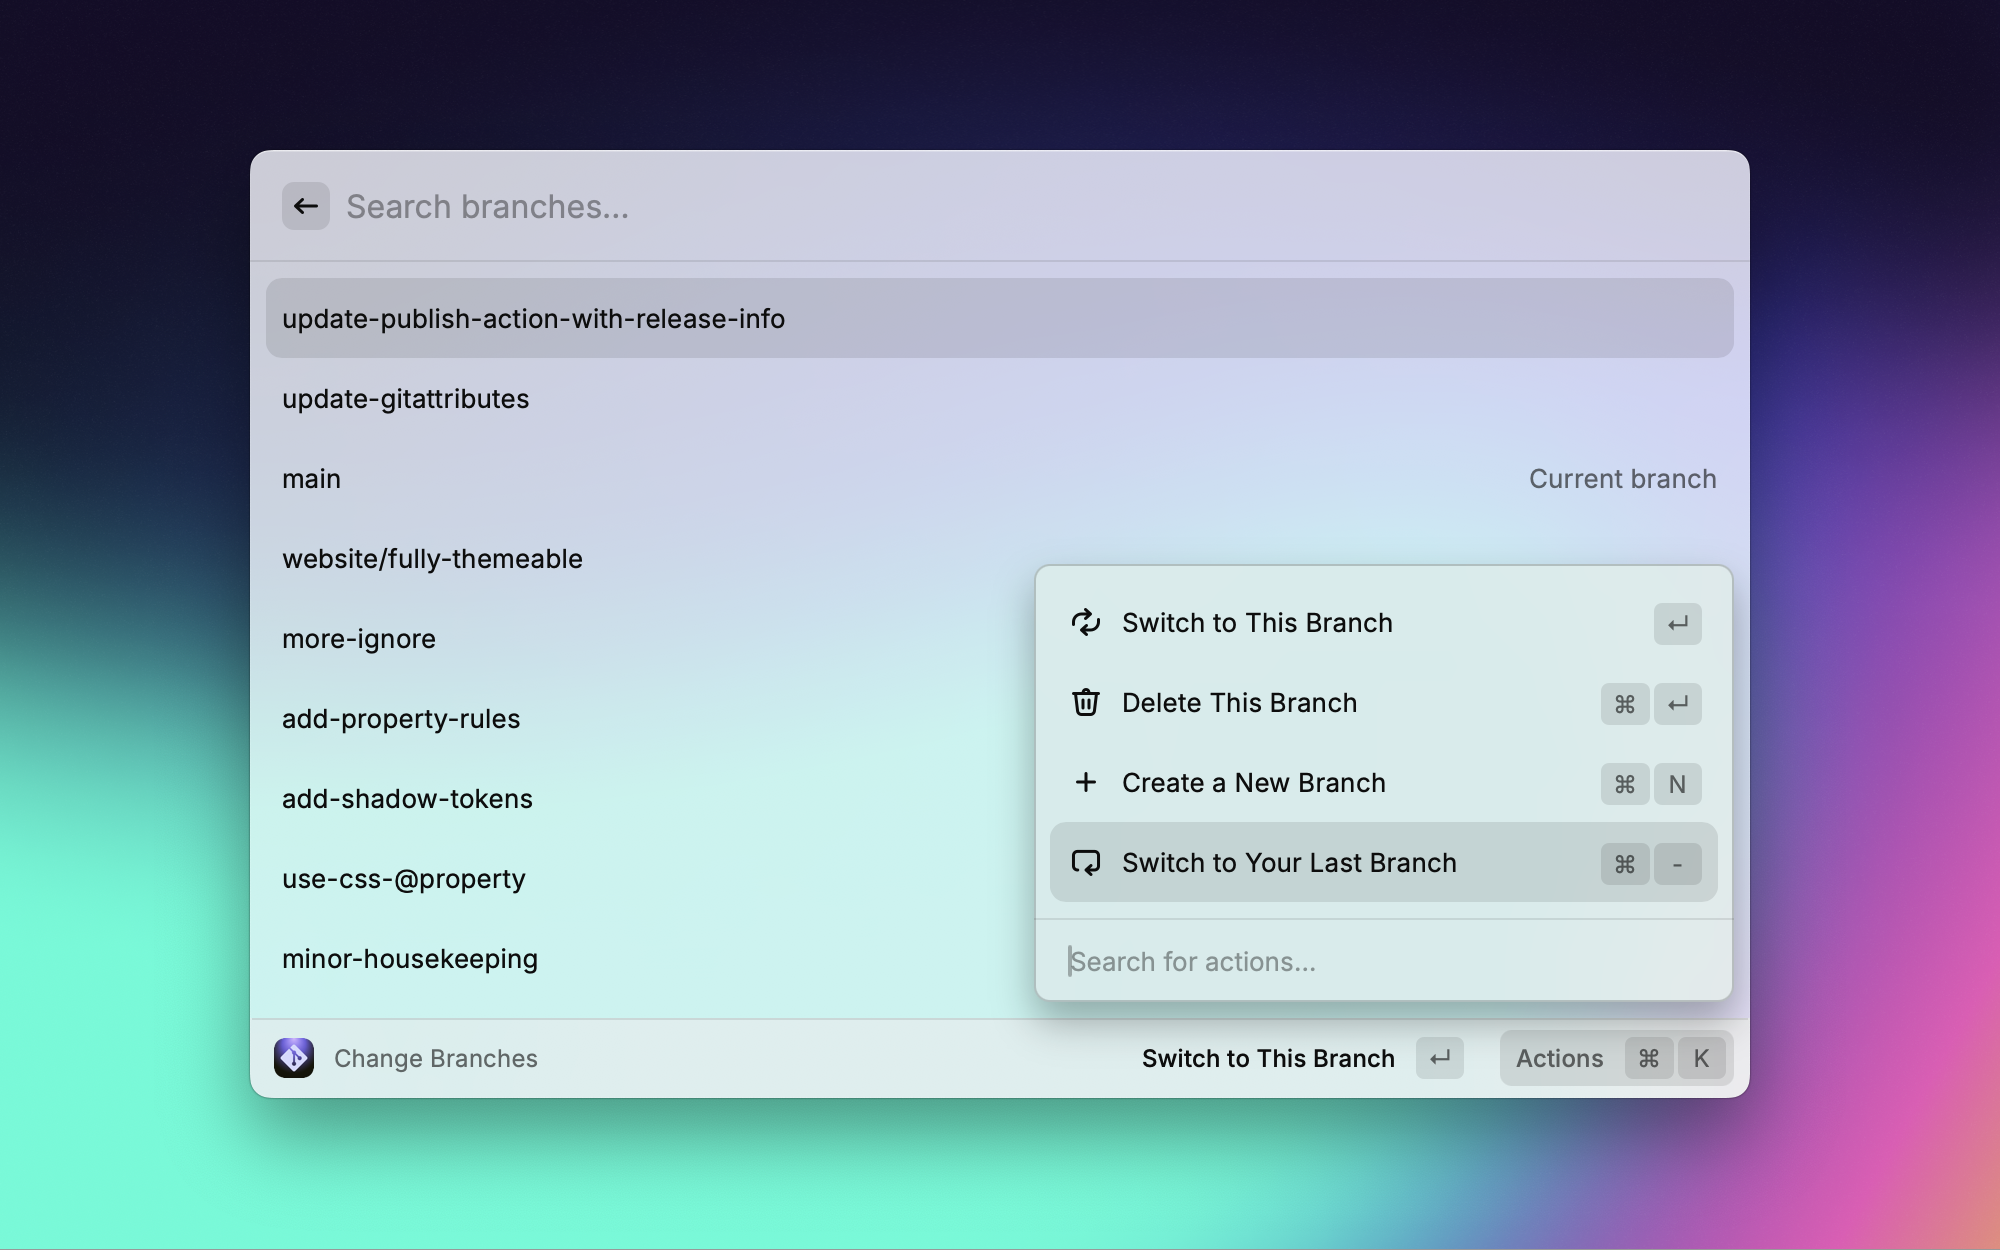 Search branches...
update-publish-action-with-release-info
update-gitattributes
main Current branch
website/fully-themeable
more-ignore
add-property-rules
add-shadow-tokens
use-css-@property
minor-housekeeping
Switch to This Branch ↵
Delete This Branch ⌘ ↵
Create a New Branch ⌘ N
Switch to Your Last Branch ⌘ -
Search for actions...
Change Branches Switch to This Branch ↵ Actions ⌘ K